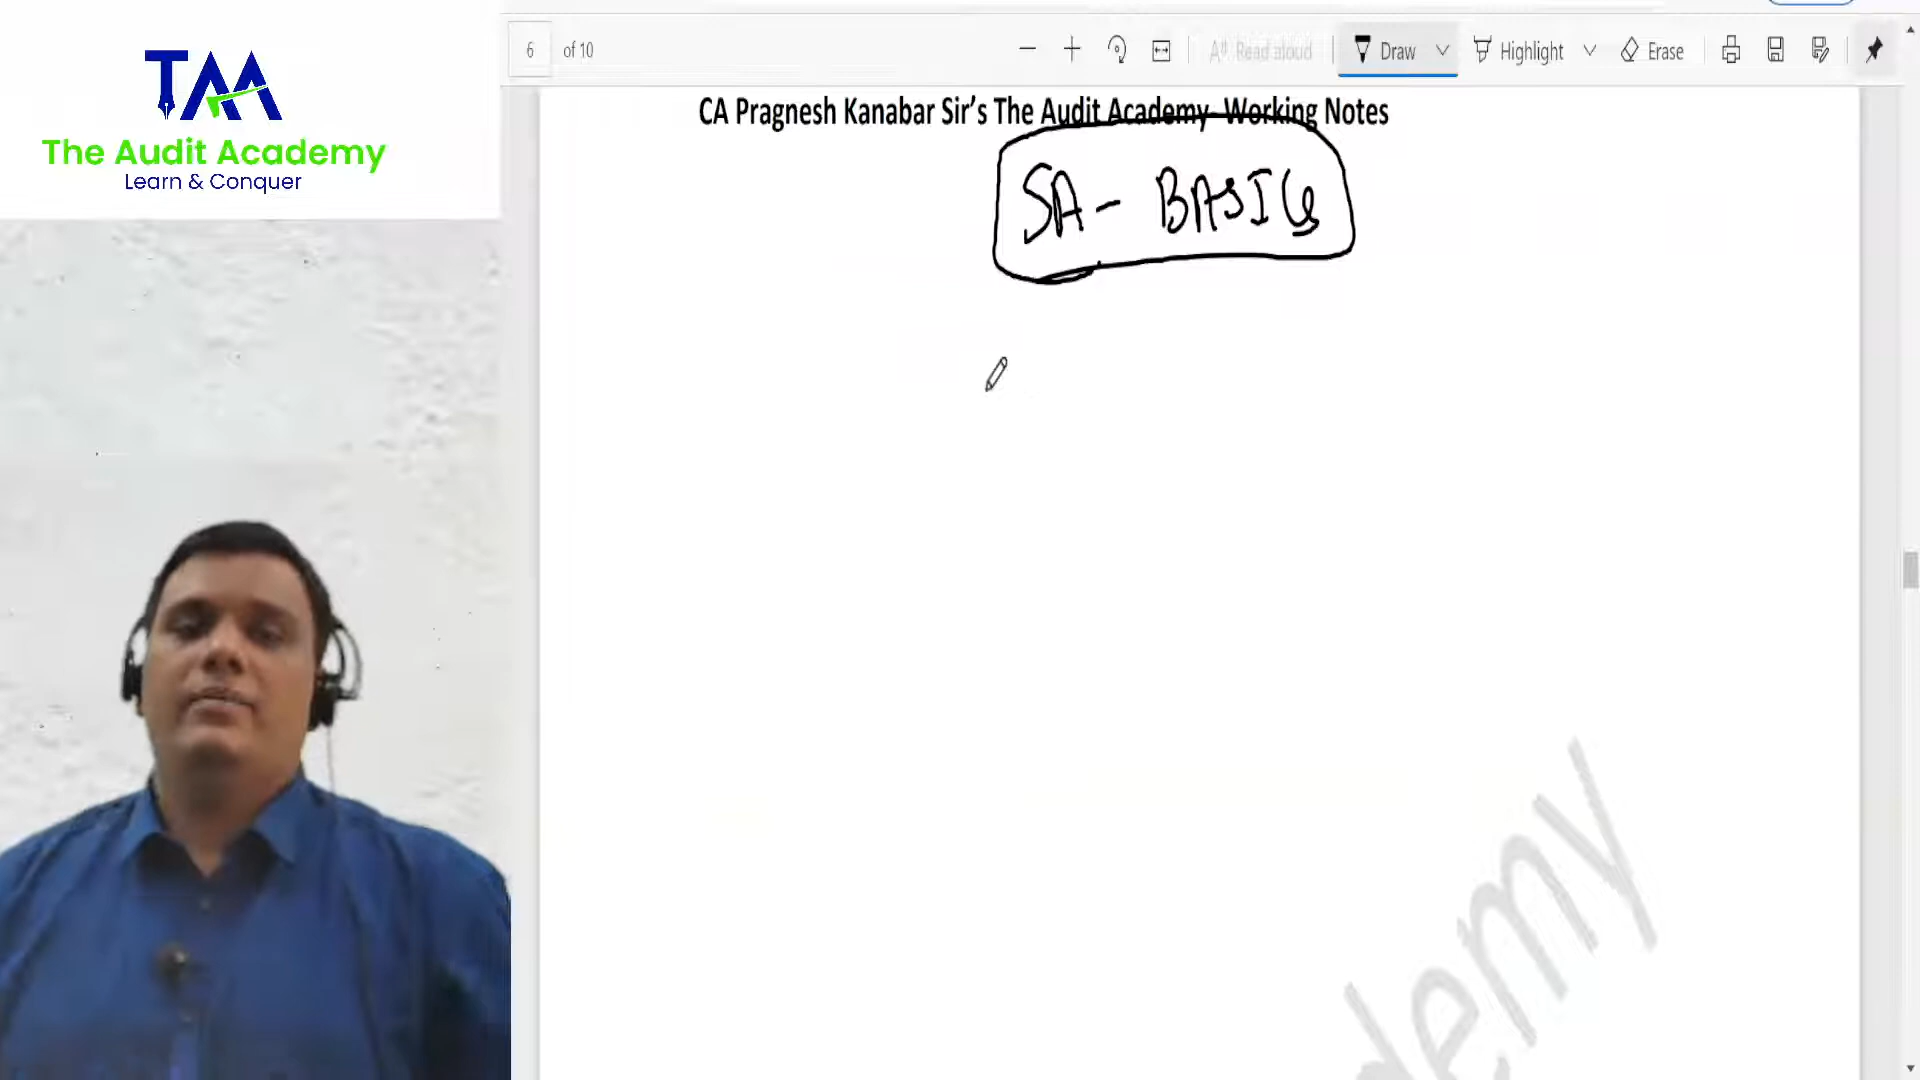 TAA
The Audit Academy
Learn & Conquer
6 of 10
Read aloud
Draw
Highlight
Erase
CA Pragnesh Kanabar Sir's The Audit Academy- Working Notes
SA - BASICS
demy